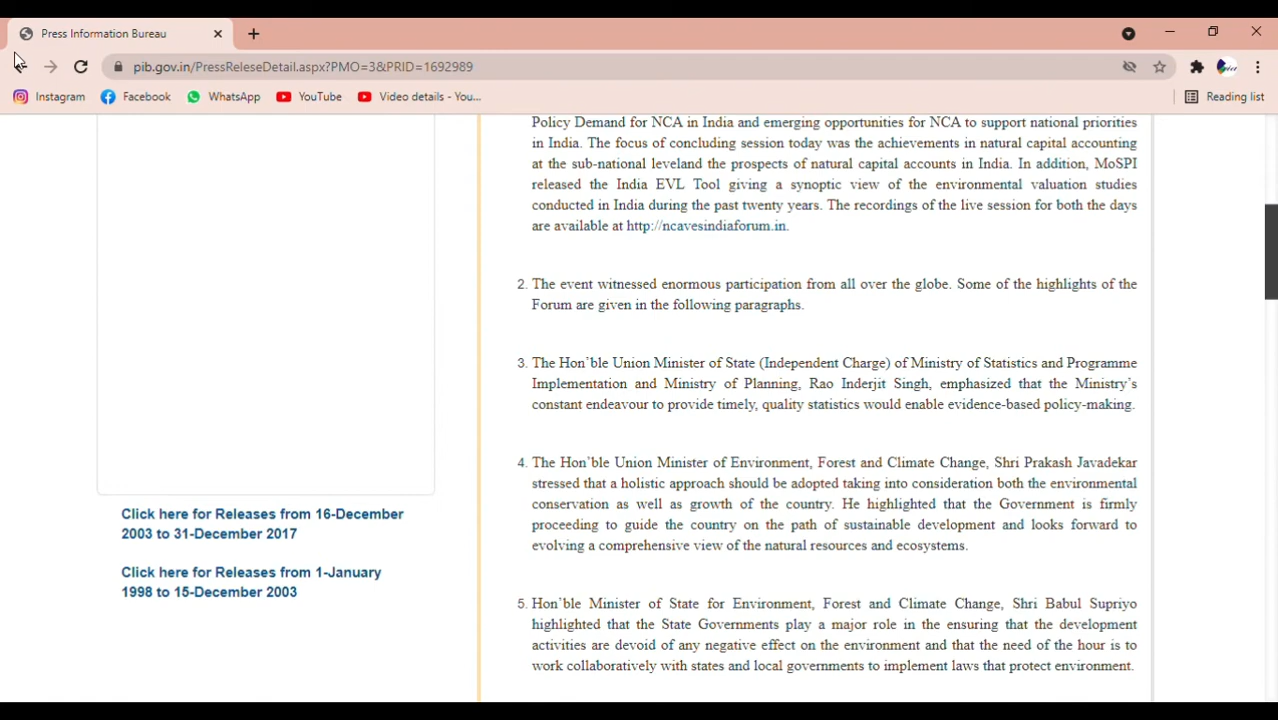 Press Information Bureau
pib.gov.in/PressReleseDetail.aspx?PMO=3&PRID=1692989
Instagram Facebook WhatsApp YouTube Video details - You... Reading list
Policy Demand for NCA in India and emerging opportunities for NCA to support national priorities
in India. The focus of concluding session today was the achievements in natural capital accounting
at the sub-national leveland the prospects of natural capital accounts in India. In addition, MoSPI
released the India EVL Tool giving a synoptic view of the environmental valuation studies
conducted in India during the past twenty years. The recordings of the live session for both the days
are available at http://ncavesindiaforum.in.
2. The event witnessed enormous participation from all over the globe. Some of the highlights of the
Forum are given in the following paragraphs.
3. The Hon’ble Union Minister of State (Independent Charge) of Ministry of Statistics and Programme
Implementation and Ministry of Planning, Rao Inderjit Singh, emphasized that the Ministry’s
constant endeavour to provide timely, quality statistics would enable evidence-based policy-making.
4. The Hon’ble Union Minister of Environment, Forest and Climate Change, Shri Prakash Javadekar
stressed that a holistic approach should be adopted taking into consideration both the environmental
conservation as well as growth of the country. He highlighted that the Government is firmly
proceeding to guide the country on the path of sustainable development and looks forward to
evolving a comprehensive view of the natural resources and ecosystems.
5. Hon’ble Minister of State for Environment, Forest and Climate Change, Shri Babul Supriyo
highlighted that the State Governments play a major role in the ensuring that the development
activities are devoid of any negative effect on the environment and that the need of the hour is to
work collaboratively with states and local governments to implement laws that protect environment.
Click here for Releases from 16-December
2003 to 31-December 2017
Click here for Releases from 1-January
1998 to 15-December 2003